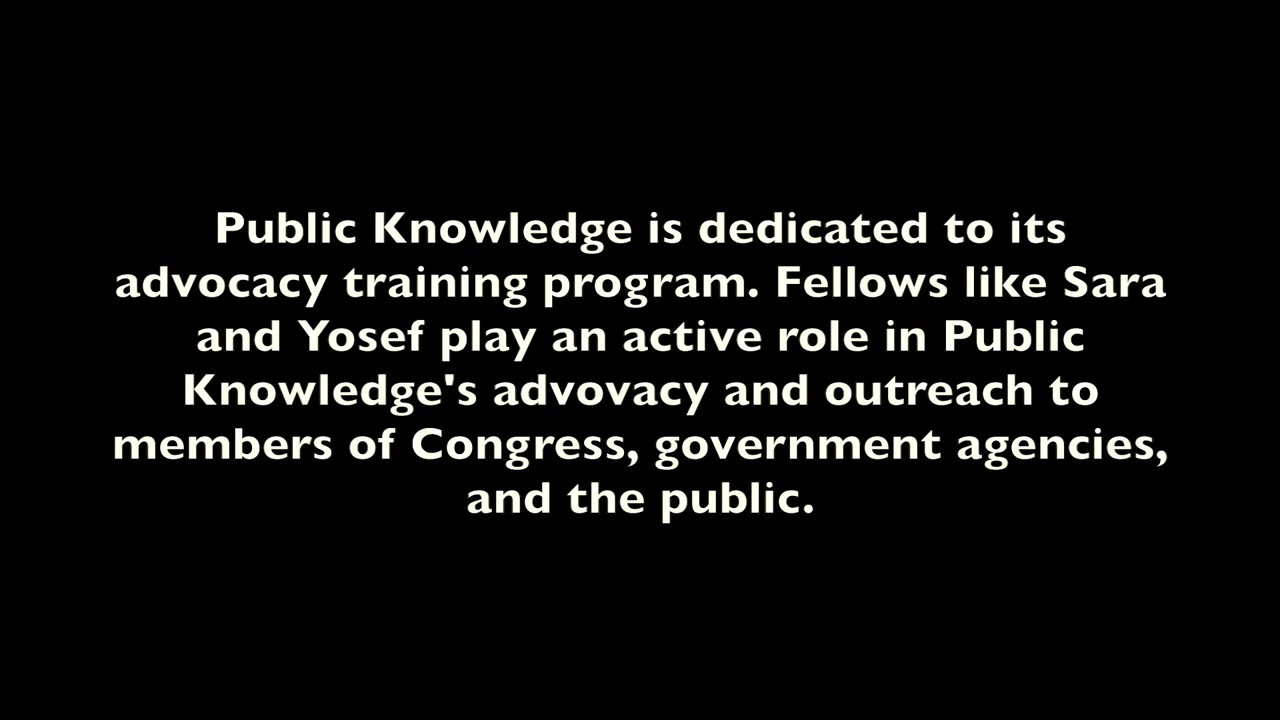 Public Knowledge is dedicated to its
advocacy training program. Fellows like Sara
and Yosef play an active role in Public
Knowledge's advovacy and outreach to
members of Congress, government agencies,
and the public.